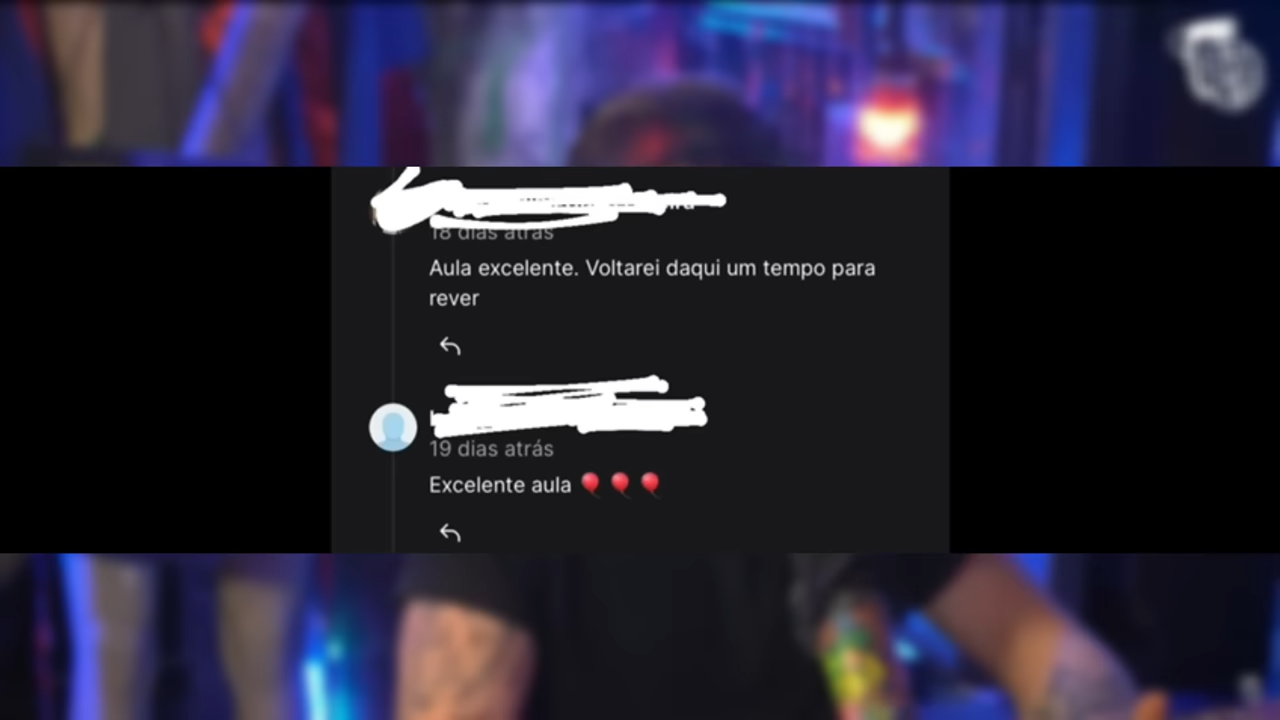 18 dias atrás
Aula excelente. Voltarei daqui um tempo para
rever
19 dias atrás
Excelente aula 🎈🎈🎈